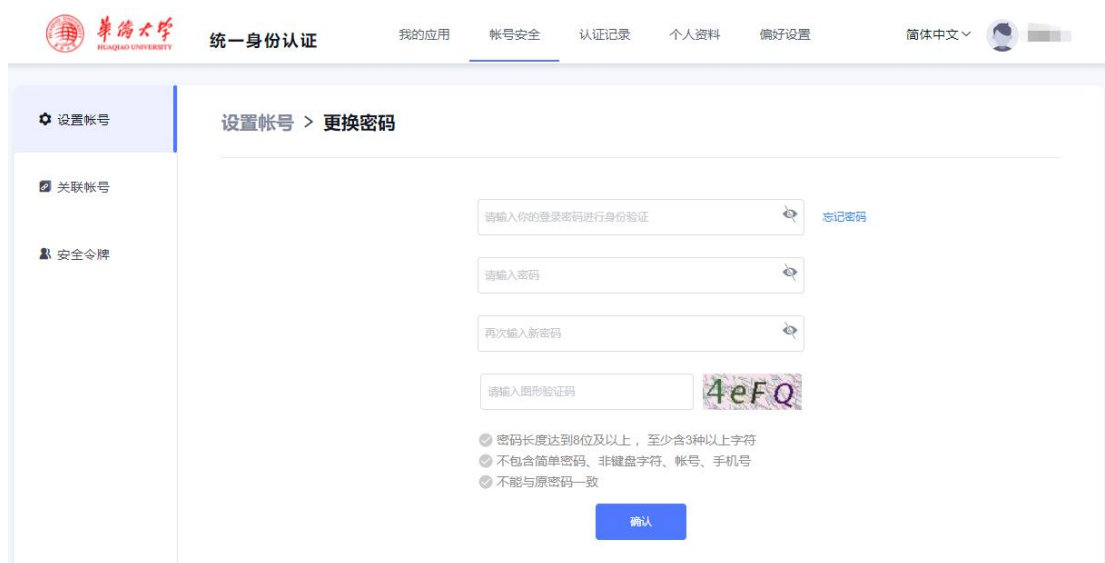 華僑大学
HUAQIAO UNIVERSITY
统一身份认证
我的应用
帐号安全
认证记录
个人资料
偏好设置
简体中文
设置帐号
关联帐号
安全令牌
设置帐号 > 更换密码
请输入你的登录密码进行身份验证
忘记密码
请输入密码
再次输入新密码
请输入图形验证码
4eFQ
密码长度达到8位及以上，至少含3种以上字符
不包含简单密码、非键盘字符、帐号、手机号
不能与原密码一致
确认